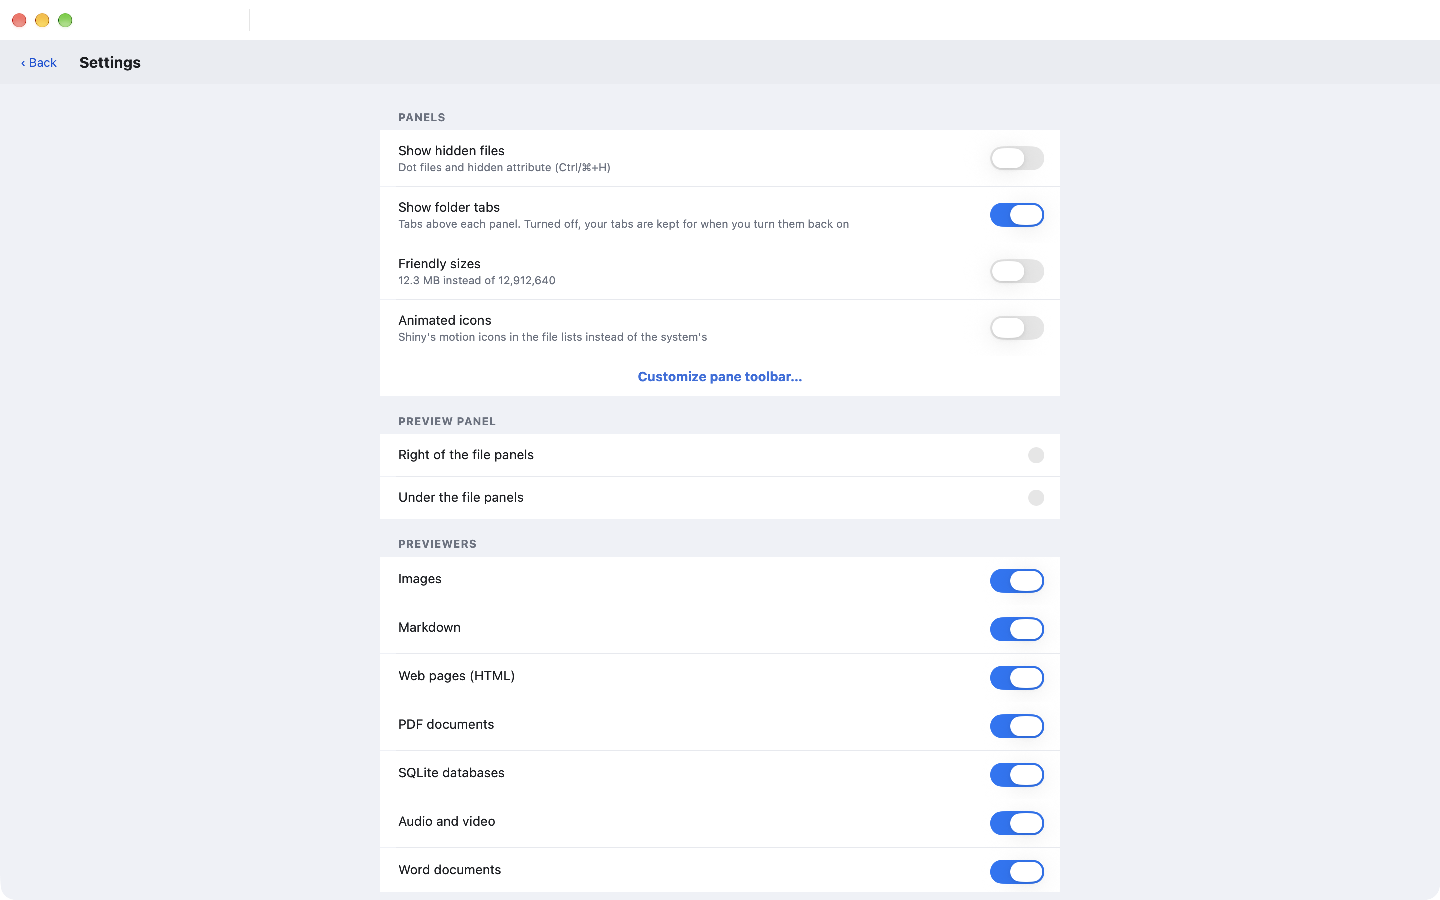 ‹ Back
Settings
PANELS
Show hidden files
Dot files and hidden attribute (Ctrl/⌘+H)
Show folder tabs
Tabs above each panel. Turned off, your tabs are kept for when you turn them back on
Friendly sizes
12.3 MB instead of 12,912,640
Animated icons
Shiny's motion icons in the file lists instead of the system's
Customize pane toolbar...
PREVIEW PANEL
Right of the file panels
Under the file panels
PREVIEWERS
Images
Markdown
Web pages (HTML)
PDF documents
SQLite databases
Audio and video
Word documents